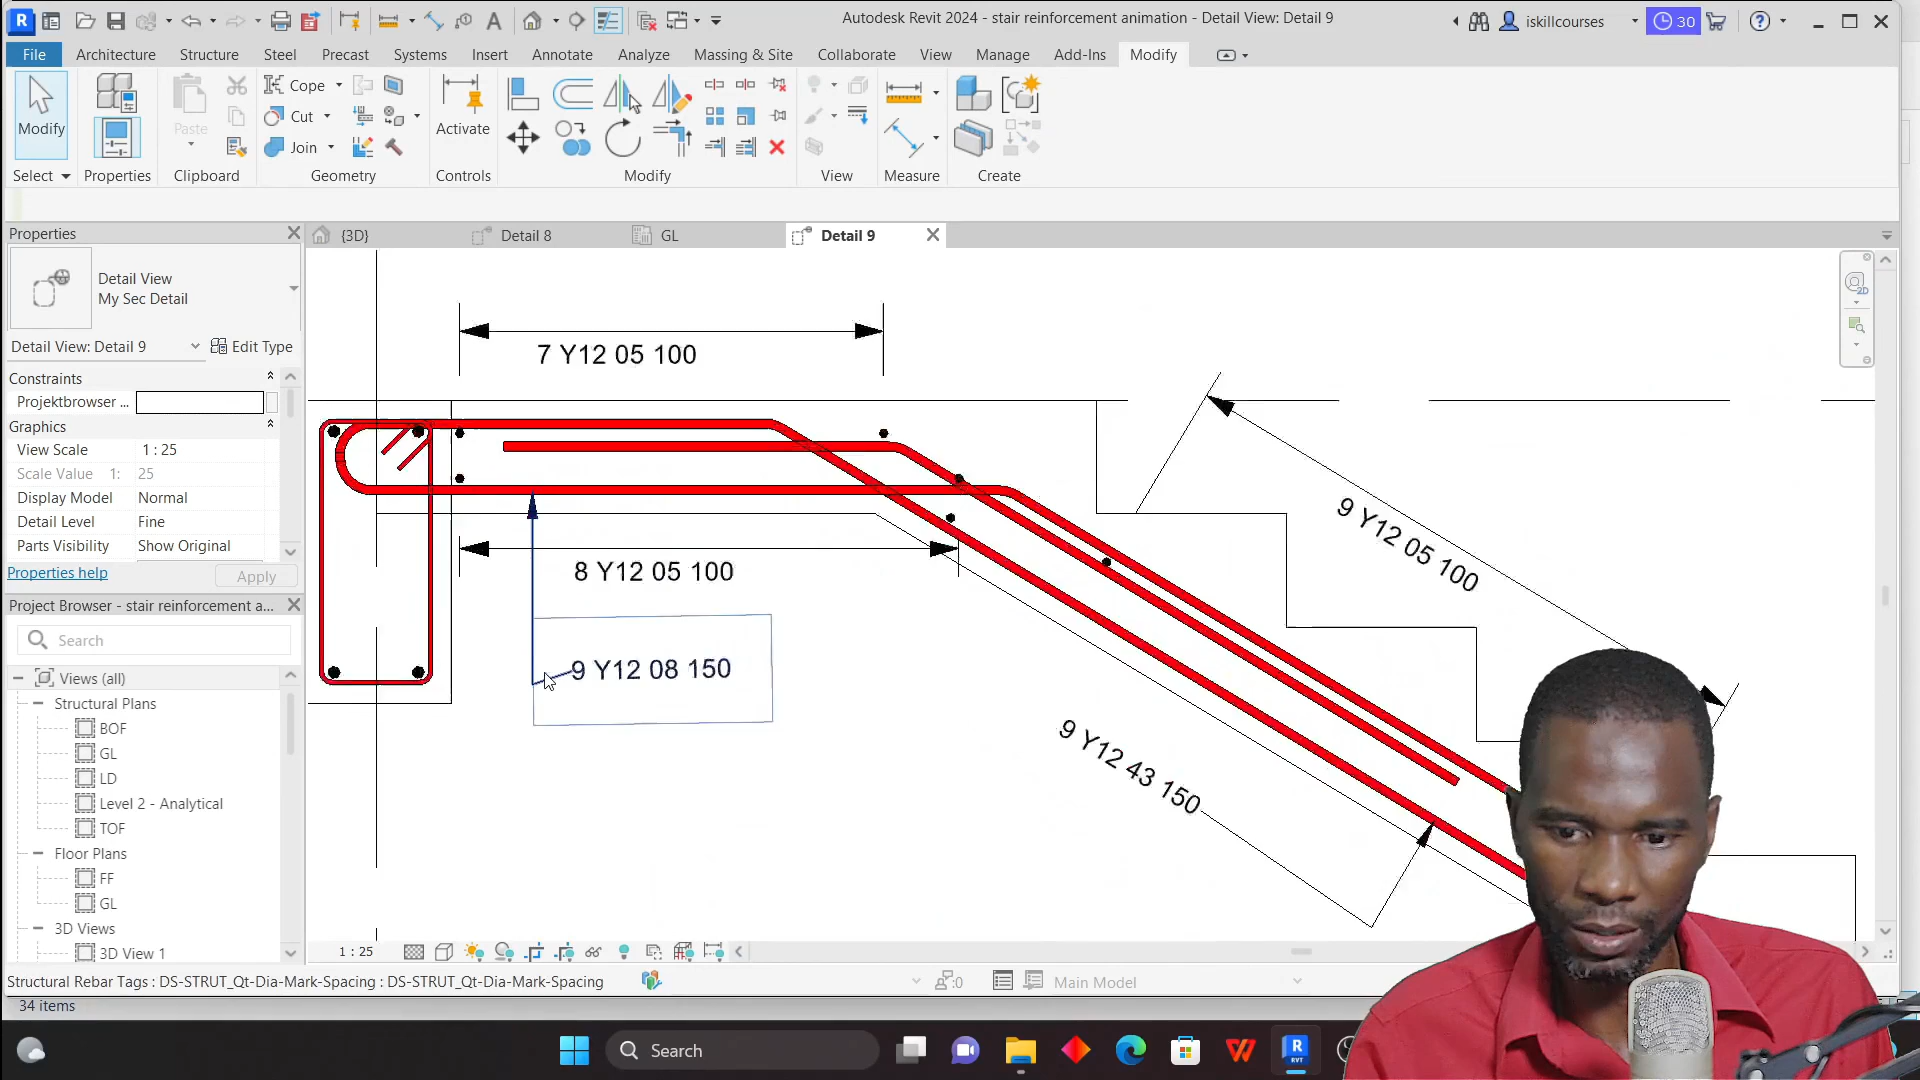 Autodesk Revit 2024 - stair reinforcement animation - Detail View: Detail 9
iskillcourses
30
File Architecture Structure Steel Precast Systems Insert Annotate Analyze Massing & Site Collaborate View Manage Add-Ins Modify
Modify
Paste
Cope
Cut
Join
Activate
Select Properties Clipboard Geometry Controls Modify View Measure Create
Properties
{3D} Detail 8 GL Detail 9
Detail View
My Sec Detail
Detail View: Detail 9 Edit Type
Constraints
Projektbrowser ...
Graphics
View Scale 1 : 25
Scale Value 1: 25
Display Model Normal
Detail Level Fine
Parts Visibility Show Original
Properties help Apply
Project Browser - stair reinforcement a...
Search
Views (all)
Structural Plans
BOF
GL
LD
Level 2 - Analytical
TOF
Floor Plans
FF
GL
3D Views
3D View 1
7 Y12 05 100
8 Y12 05 100
9 Y12 08 150
9 Y12 05 100
9 Y12 43 150
1 : 25
Structural Rebar Tags : DS-STRUT_Qt-Dia-Mark-Spacing : DS-STRUT_Qt-Dia-Mark-Spacing
:0
Main Model
34 items
Search